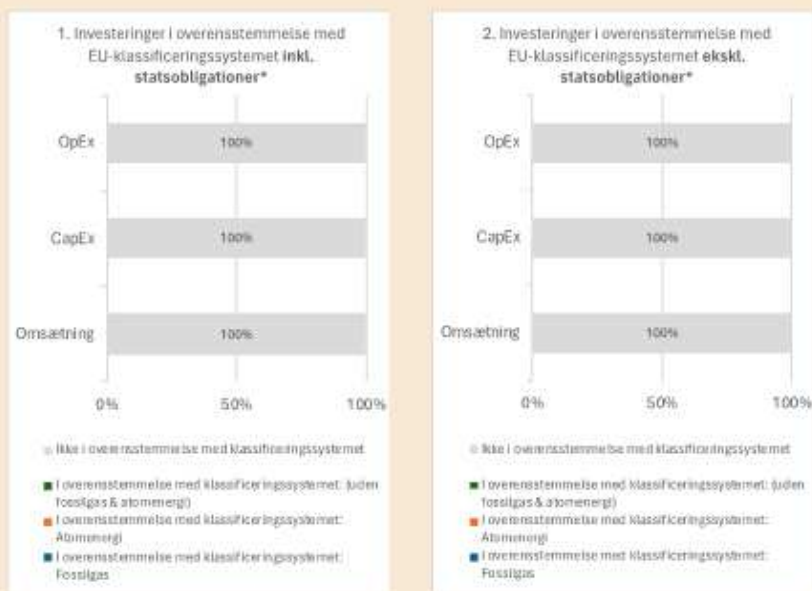 1. Investeringer i overensstemmelse med
EU-klassificeringssystemet inkl.
statsobligationer*
OpEx
100%
CapEx
100%
Omsætning
100%
0%
50%
100%
Ikke i overensstemmelse med klassificeringssystemet
I overensstemmelse med klassificeringssystemet: (uden
fossilgas & atomenergi)
I overensstemmelse med klassificeringssystemet:
Atomenergi
I overensstemmelse med klassificeringssystemet:
Fossilgas
2. Investeringer i overensstemmelse med
EU-klassificeringssystemet ekskl.
statsobligationer*
OpEx
100%
CapEx
100%
Omsætning
100%
0%
50%
100%
Ikke i overensstemmelse med klassificeringssystemet
I overensstemmelse med klassificeringssystemet: (uden
fossilgas & atomenergi)
I overensstemmelse med klassificeringssystemet:
Atomenergi
I overensstemmelse med klassificeringssystemet:
Fossilgas